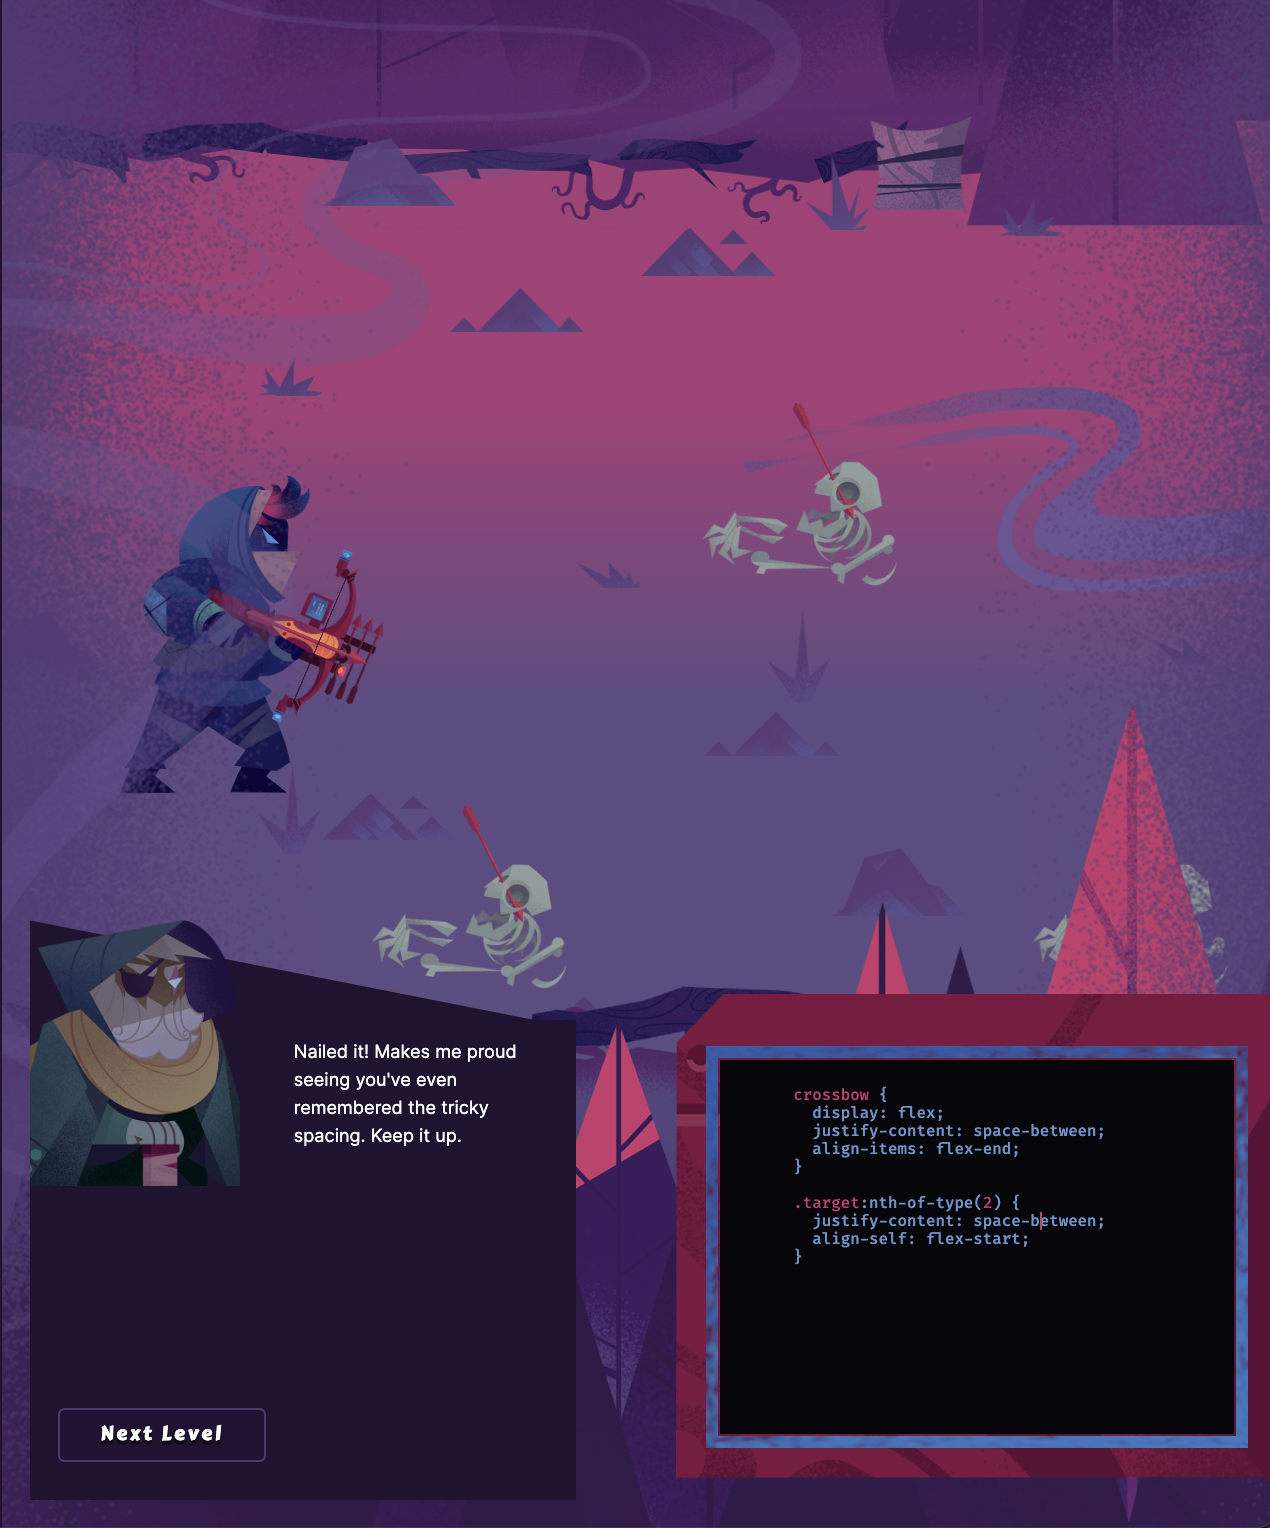 Nailed it! Makes me proud
seeing you've even
remembered the tricky
spacing. Keep it up.
Next Level
crossbow {
  display: flex;
  justify-content: space-between;
  align-items: flex-end;
}
.target:nth-of-type(2) {
  justify-content: space-between;
  align-self: flex-start;
}